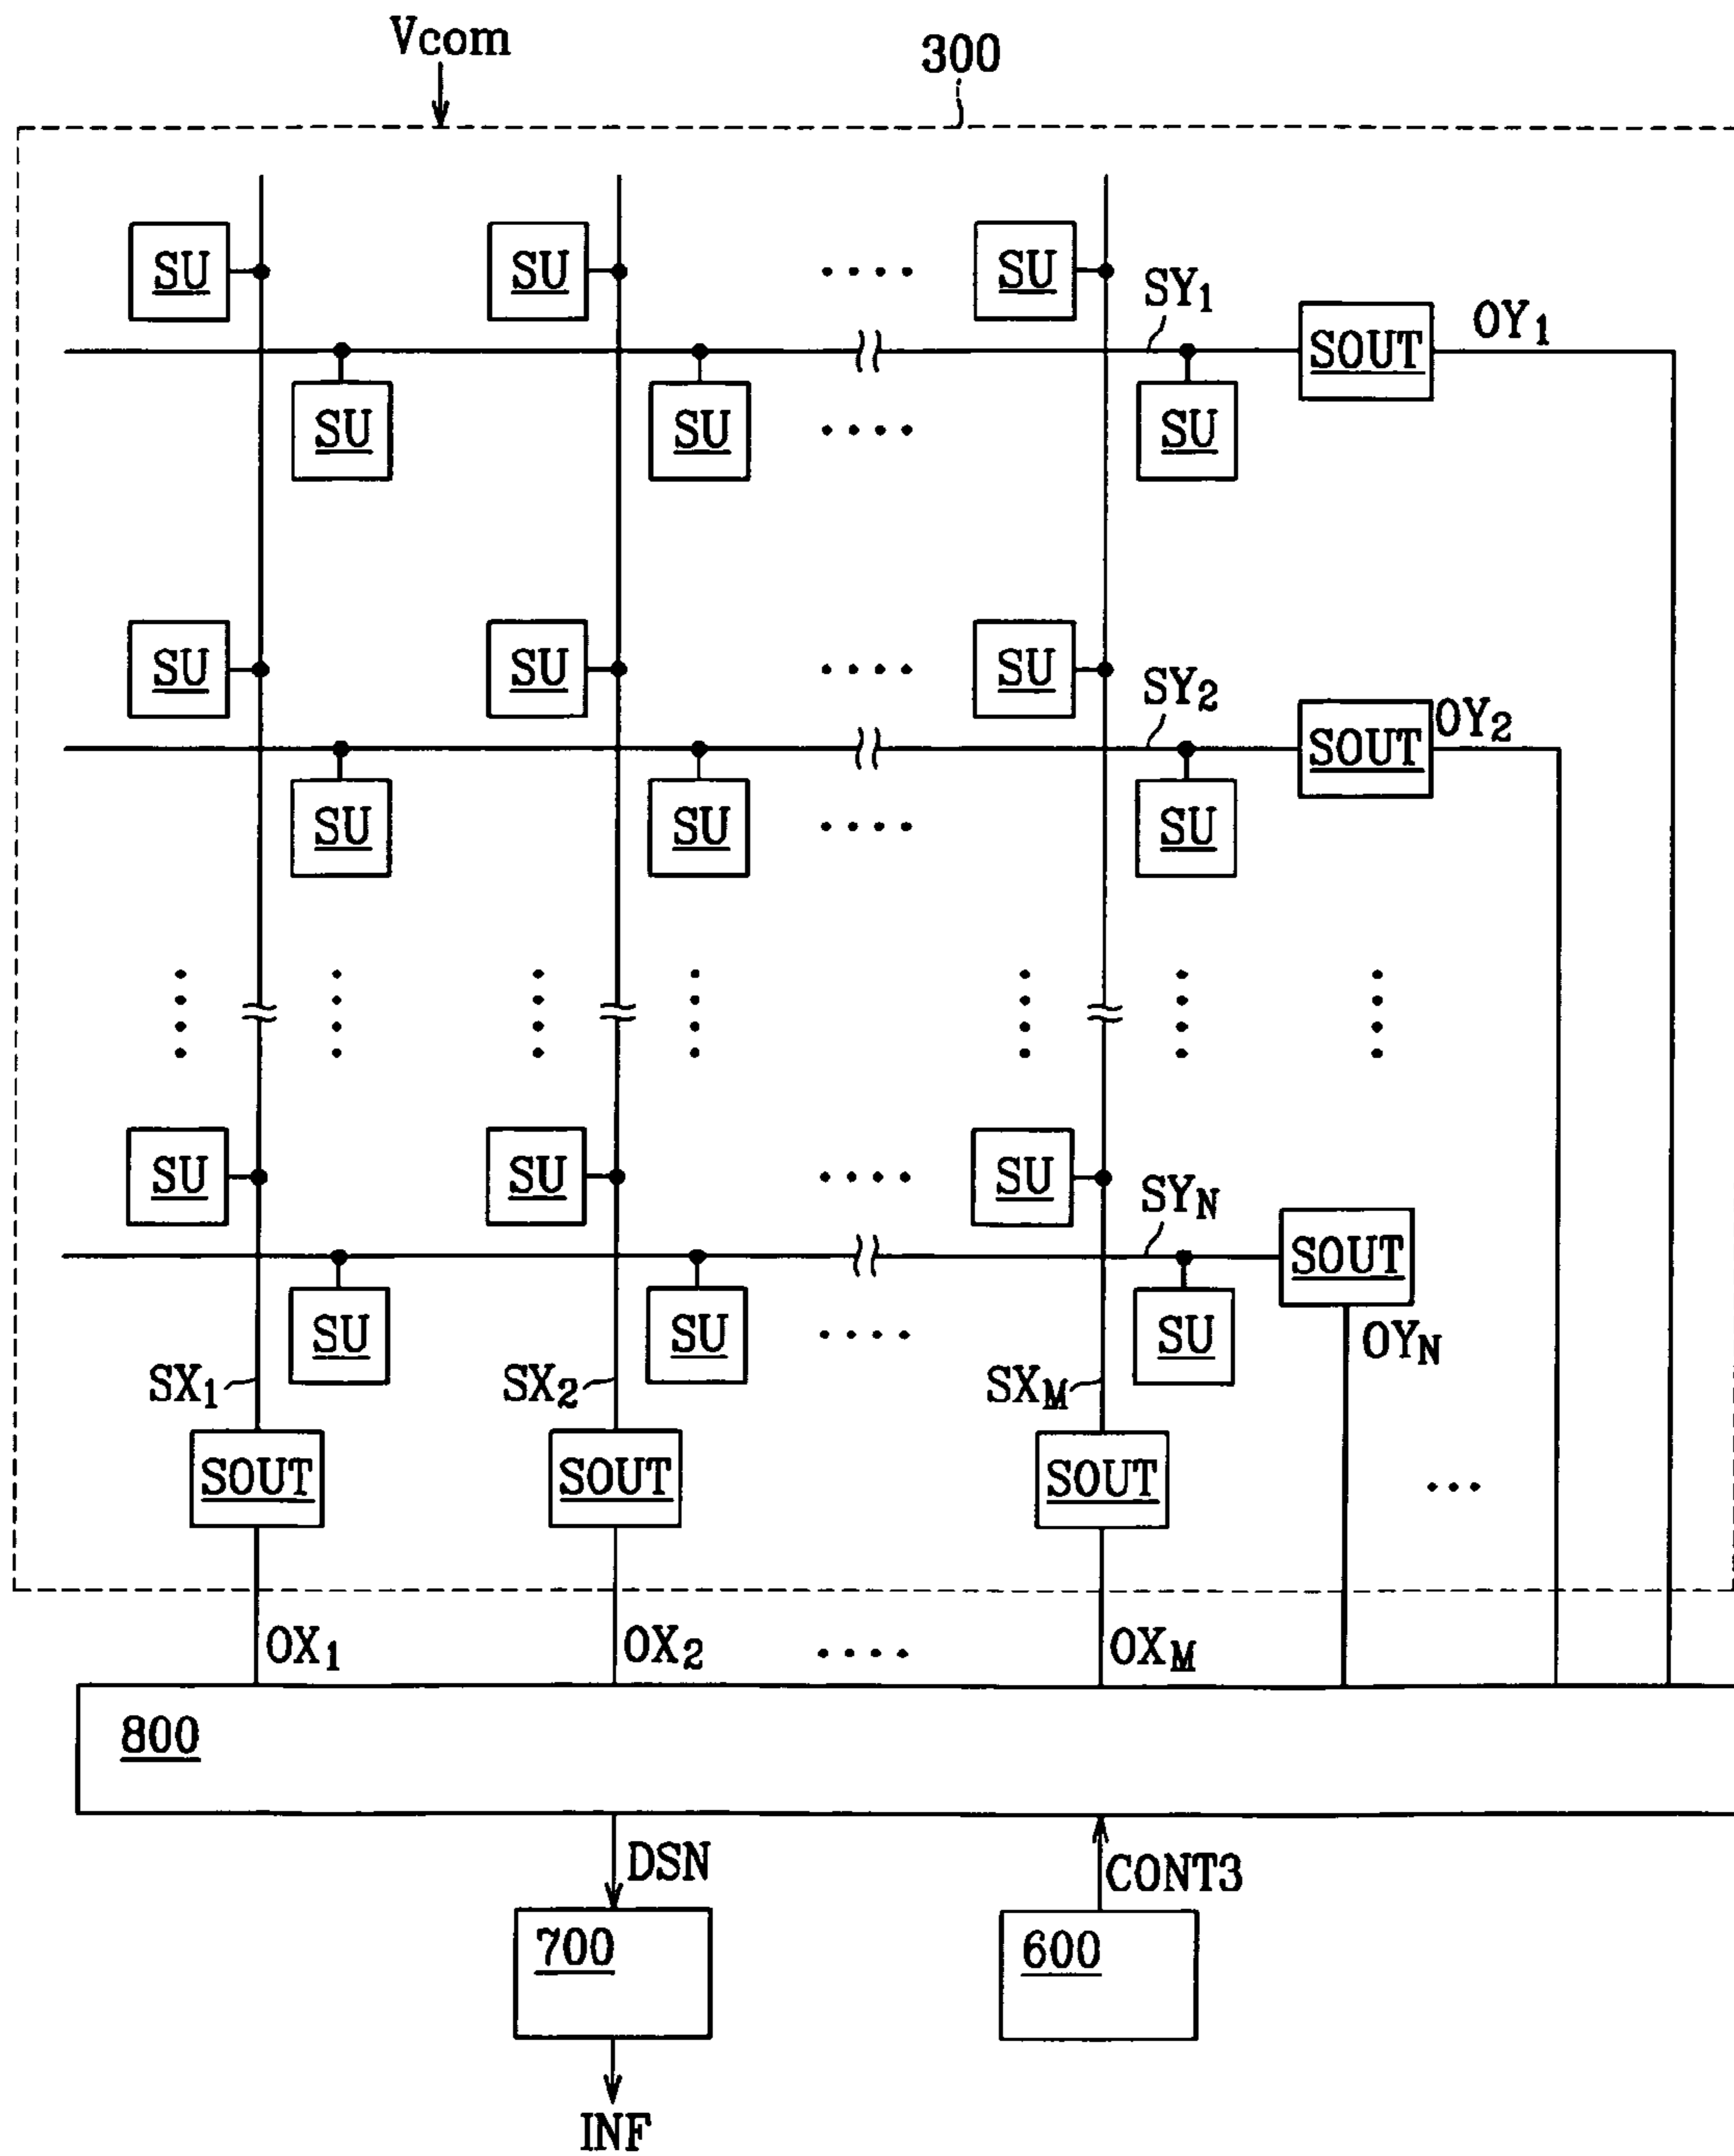 Vcom
300
SU SU .... SU
SY1 SOUT OY1
SU SU .... SU
SU SU .... SU
SY2 SOUT OY2
SU SU .... SU
SU SU .... SU
SYN SOUT
SU SU .... SU
OYN
SX1 SX2 SXM
SOUT SOUT SOUT ...
OX1 OX2 .... OXM
800
DSN CONT3
700 600
INF